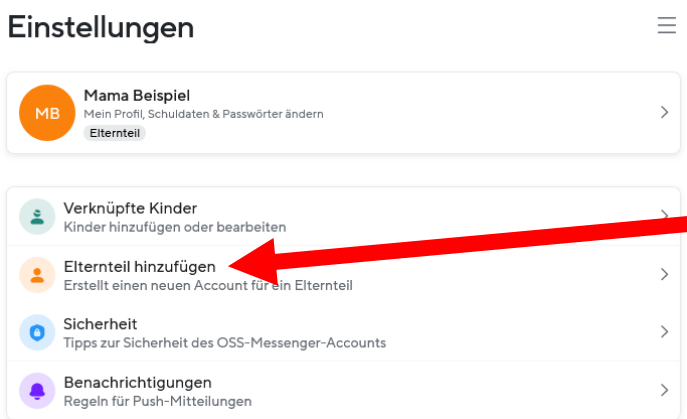 Einstellungen
MB
Mama Beispiel
Mein Profil, Schuldaten & Passwörter ändern
Elternteil
Verknüpfte Kinder
Kinder hinzufügen oder bearbeiten
Elternteil hinzufügen
Erstellt einen neuen Account für ein Elternteil
Sicherheit
Tipps zur Sicherheit des OSS-Messenger-Accounts
Benachrichtigungen
Regeln für Push-Mitteilungen